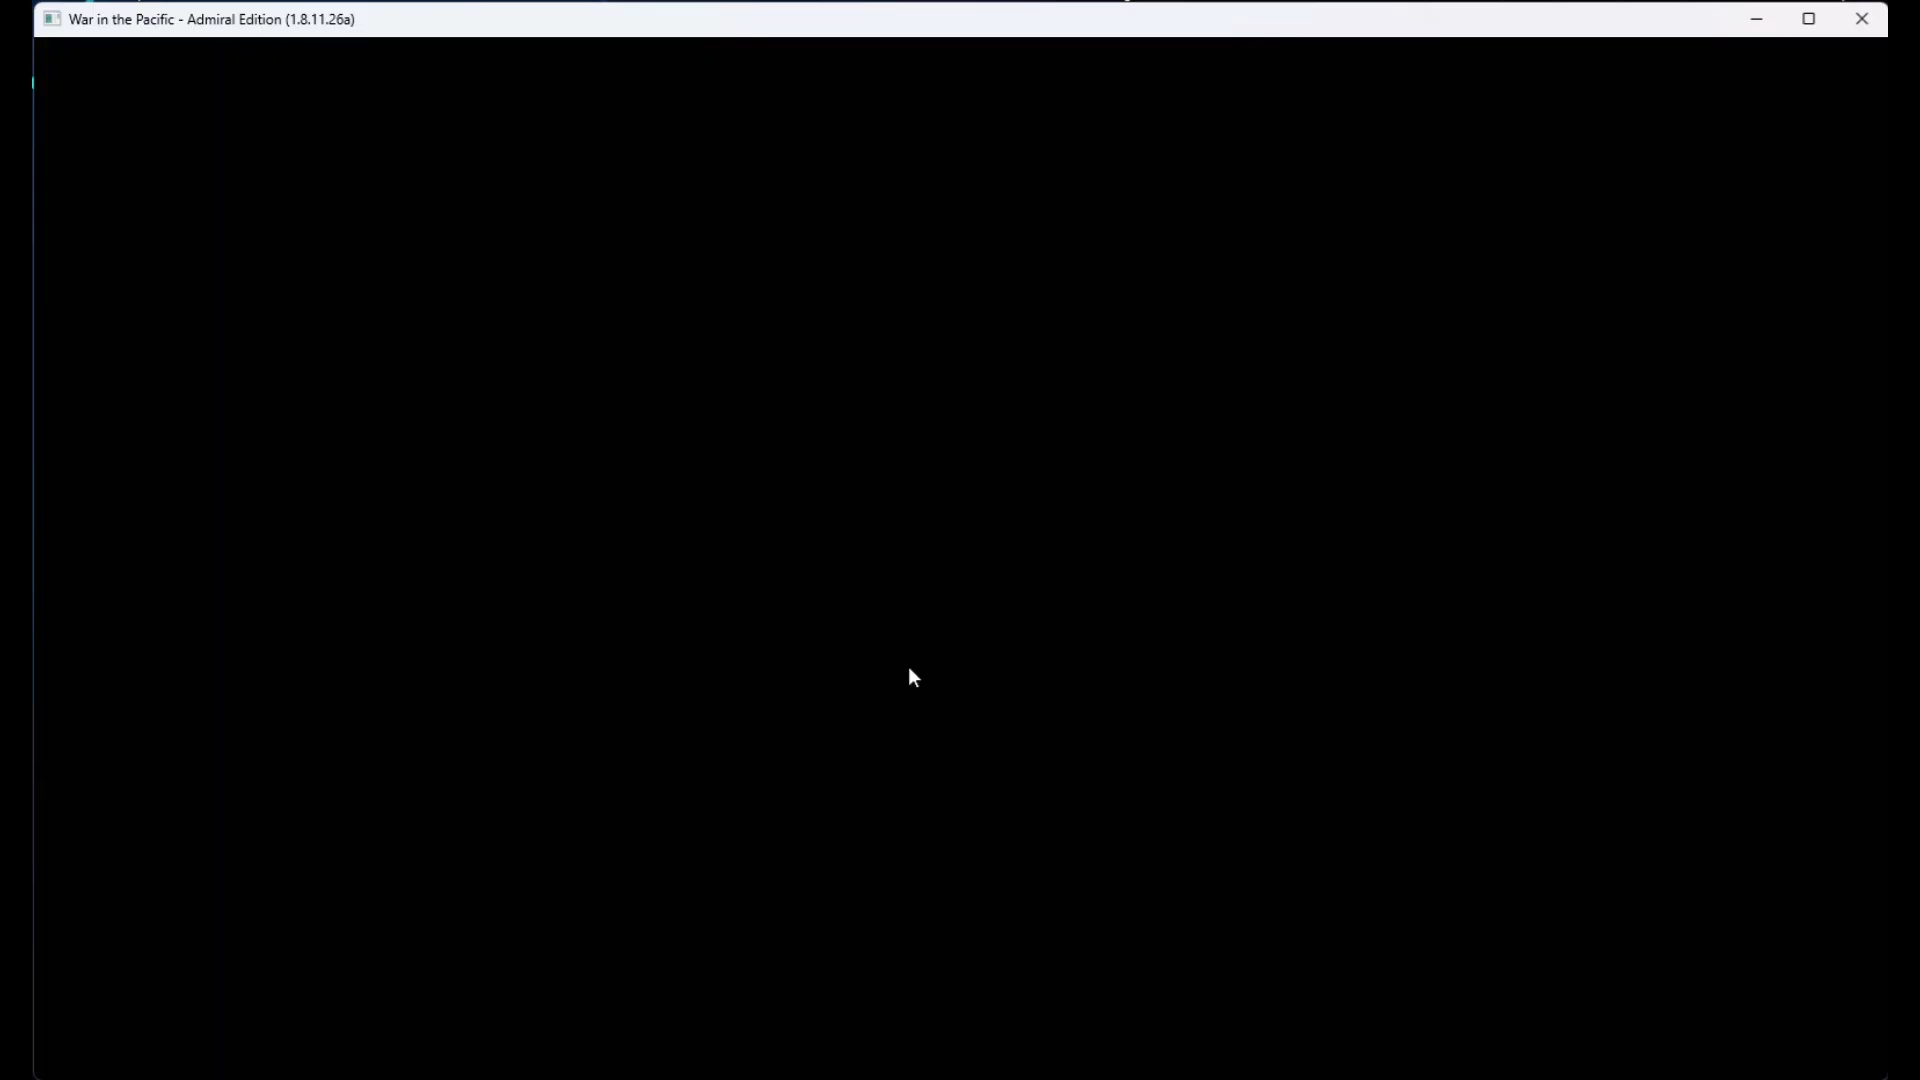 War in the Pacific - Admiral Edition (1.8.11.26a)